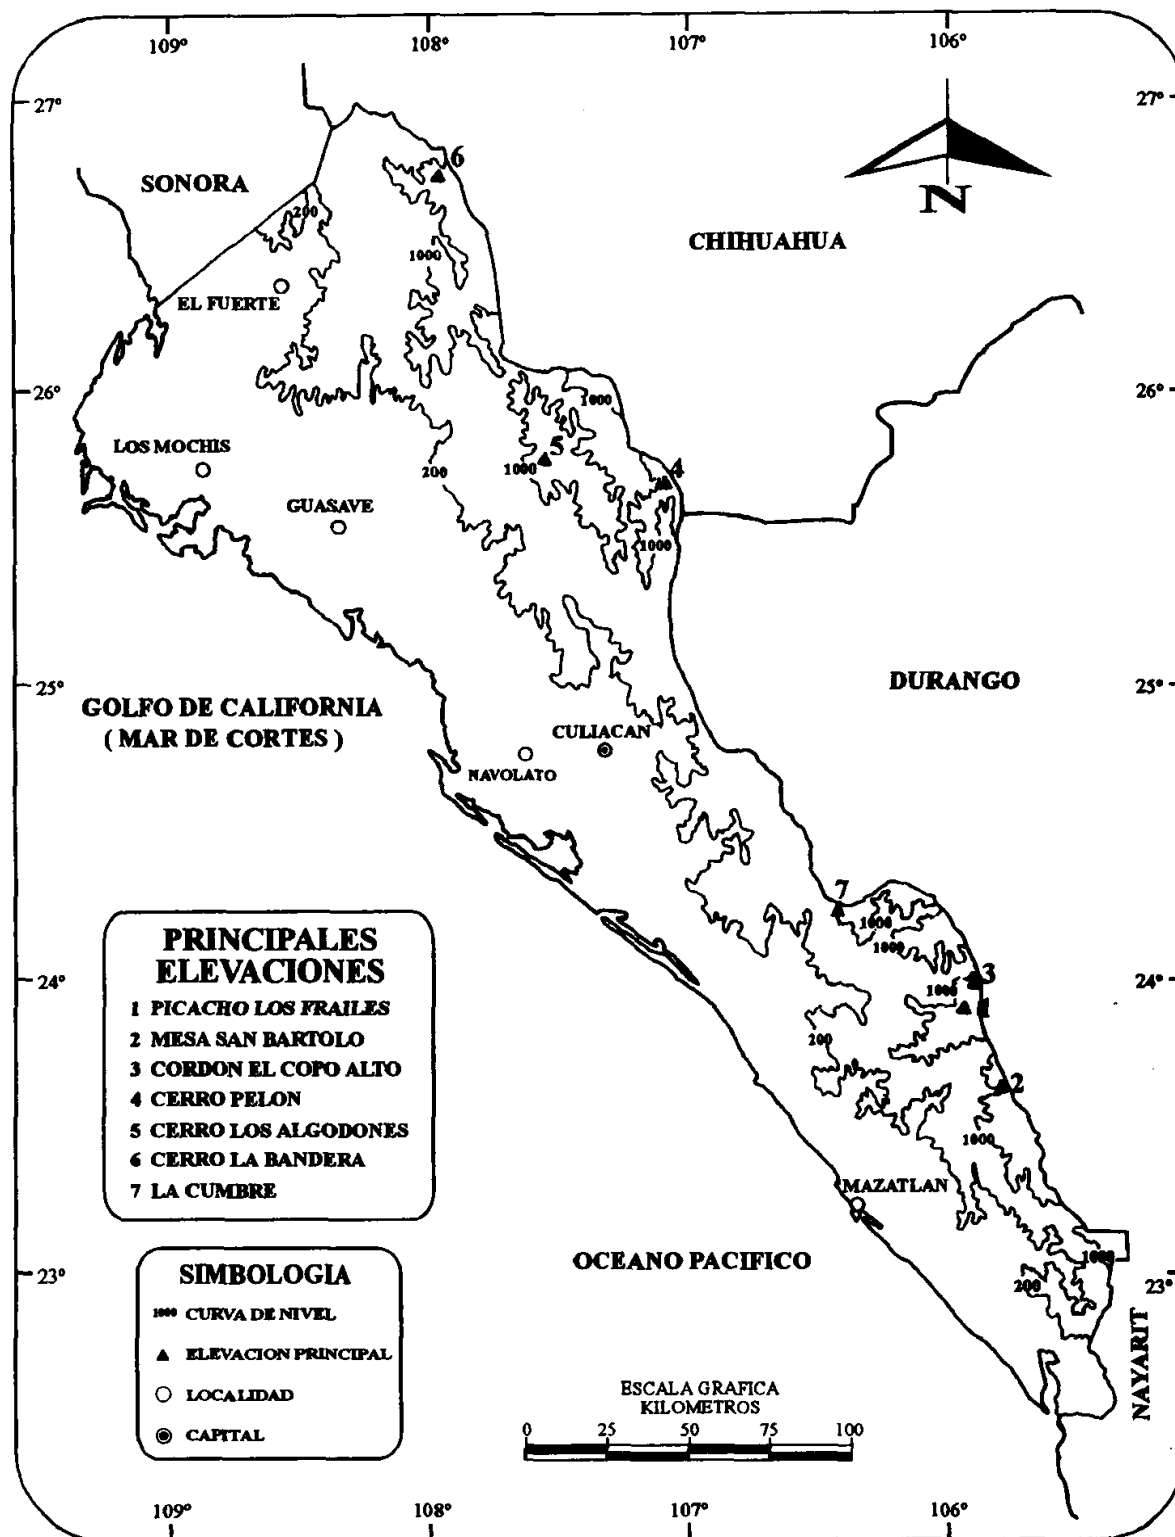 109°
108°
107°
106°
27°
27°
6
SONORA
200
N
CHIHUAHUA
1000
EL FUERTE
26°
26°
1000
LOS MOCHIS
5
200
1000
4
GUASAVE
1000
25°
25°
DURANGO
GOLFO DE CALIFORNIA
( MAR DE CORTES )
CULIACAN
NAVOLATO
7
1000
1000
PRINCIPALES
ELEVACIONES
1 PICACHO LOS FRAILES
2 MESA SAN BARTOLO
3 CORDON EL COPO ALTO
4 CERRO PELON
5 CERRO LOS ALGODONES
6 CERRO LA BANDERA
7 LA CUMBRE
24°
24°
3
1000
1
200
2
1000
MAZATLAN
OCEANO PACIFICO
1000
200
23°
23°
NAYARIT
SIMBOLOGIA
1000 CURVA DE NIVEL
ELEVACION PRINCIPAL
LOCALIDAD
CAPITAL
ESCALA GRAFICA
KILOMETROS
0 25 50 75 100
109°
108°
107°
106°